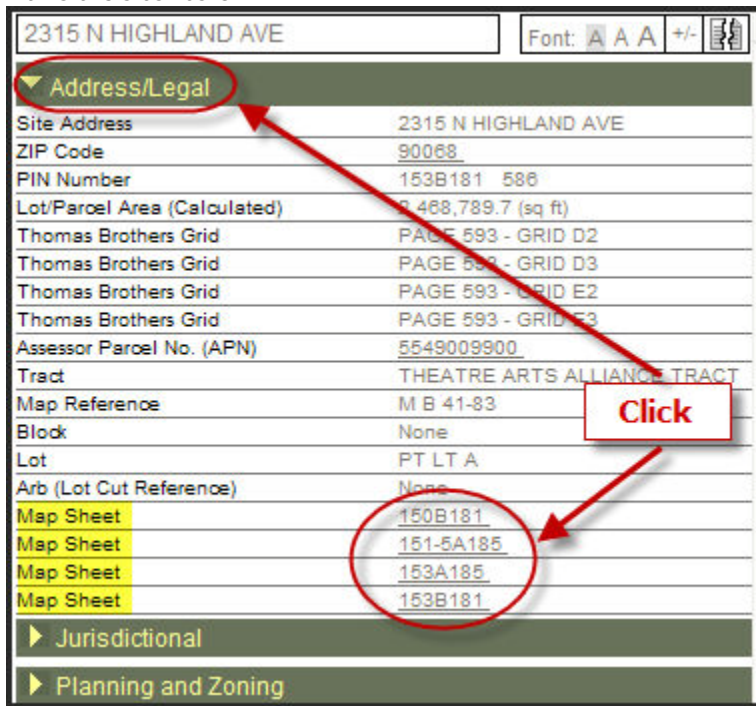 2315 N HIGHLAND AVE Font: A A A +/-
Address/Legal
Site Address 2315 N HIGHLAND AVE
ZIP Code 90068
PIN Number 153B181 586
Lot/Parcel Area (Calculated) 468,789.7 (sq ft)
Thomas Brothers Grid PAGE 593 - GRID D2
Thomas Brothers Grid PAGE 593 - GRID D3
Thomas Brothers Grid PAGE 593 - GRID E2
Thomas Brothers Grid PAGE 593 - GRID E3
Assessor Parcel No. (APN) 5549009900
Tract THEATRE ARTS ALLIANCE TRACT
Map Reference M B 41-83
Click
Block None
Lot PT LT A
Arb (Lot Cut Reference) None
Map Sheet 150B181
Map Sheet 151-5A185
Map Sheet 153A185
Map Sheet 153B181
Jurisdictional
Planning and Zoning